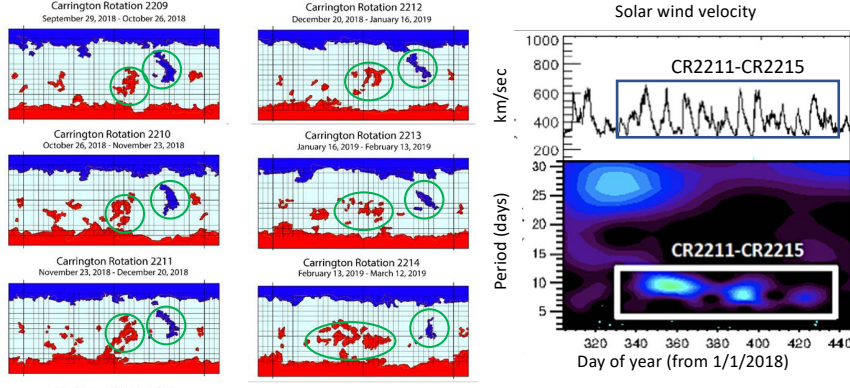 Carrington Rotation 2209
September 29, 2018 - October 26, 2018
Carrington Rotation 2210
October 26, 2018 - November 23, 2018
Carrington Rotation 2211
November 23, 2018 - December 20, 2018
Carrington Rotation 2212
December 20, 2018 - January 16, 2019
Carrington Rotation 2213
January 16, 2019 - February 13, 2019
Carrington Rotation 2214
February 13, 2019 - March 12, 2019
Solar wind velocity
km/sec
1000
800
600
400
200
CR2211-CR2215
Period (days)
30
25
20
15
10
5
CR2211-CR2215
320 340 360 380 400 420 440
Day of year (from 1/1/2018)